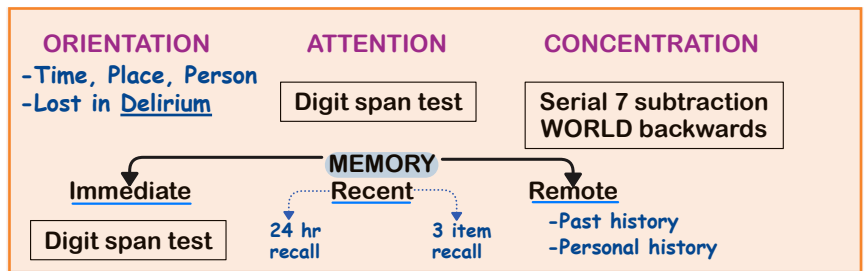 ORIENTATION
-Time, Place, Person
-Lost in Delirium
ATTENTION
Digit span test
CONCENTRATION
Serial 7 subtraction
WORLD backwards
MEMORY
Immediate
Digit span test
Recent
24 hr
recall
3 item
recall
Remote
-Past history
-Personal history